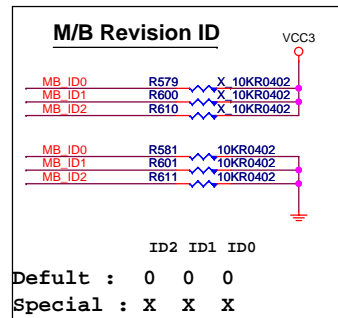 M/B Revision ID
VCC3
MB_ID0 R579 X_10KR0402
MB_ID1 R600 X_10KR0402
MB_ID2 R610 X_10KR0402
MB_ID0 R581 10KR0402
MB_ID1 R601 10KR0402
MB_ID2 R611 10KR0402
ID2 ID1 ID0
Defult : 0 0 0
Special : X X X